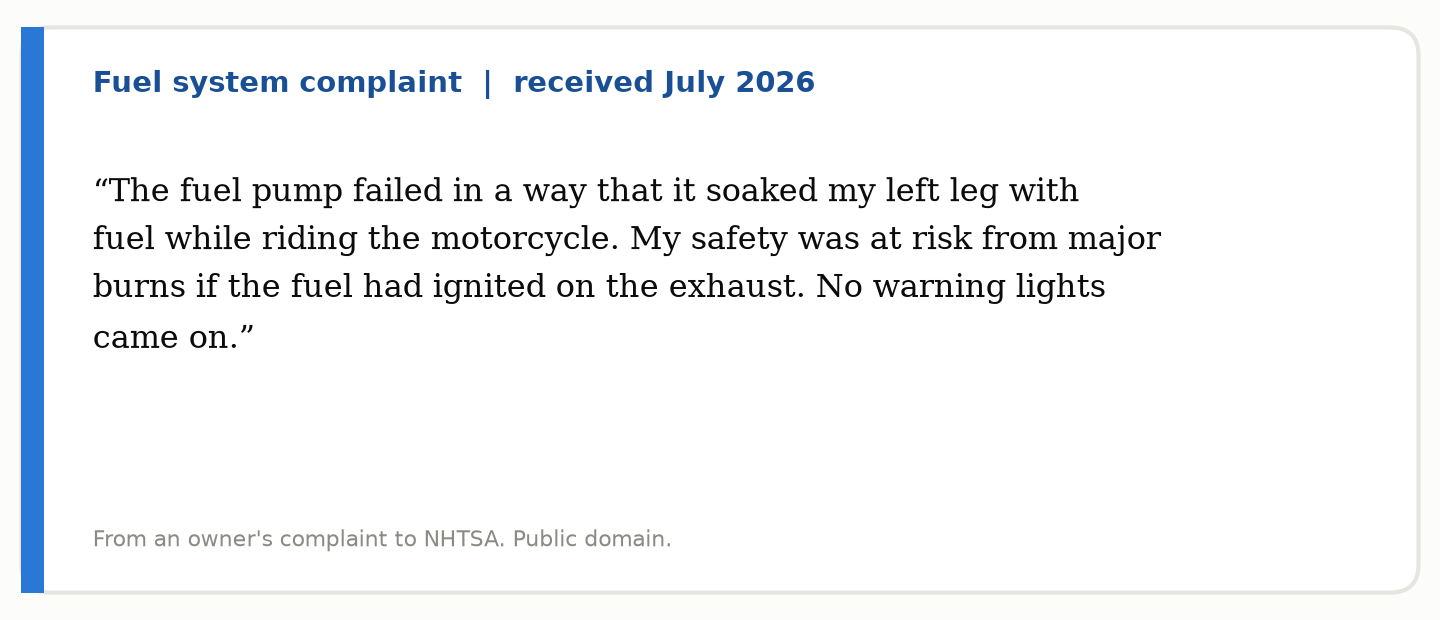 Fuel system complaint | received July 2026
“The fuel pump failed in a way that it soaked my left leg with
fuel while riding the motorcycle. My safety was at risk from major
burns if the fuel had ignited on the exhaust. No warning lights
came on.”
From an owner's complaint to NHTSA. Public domain.